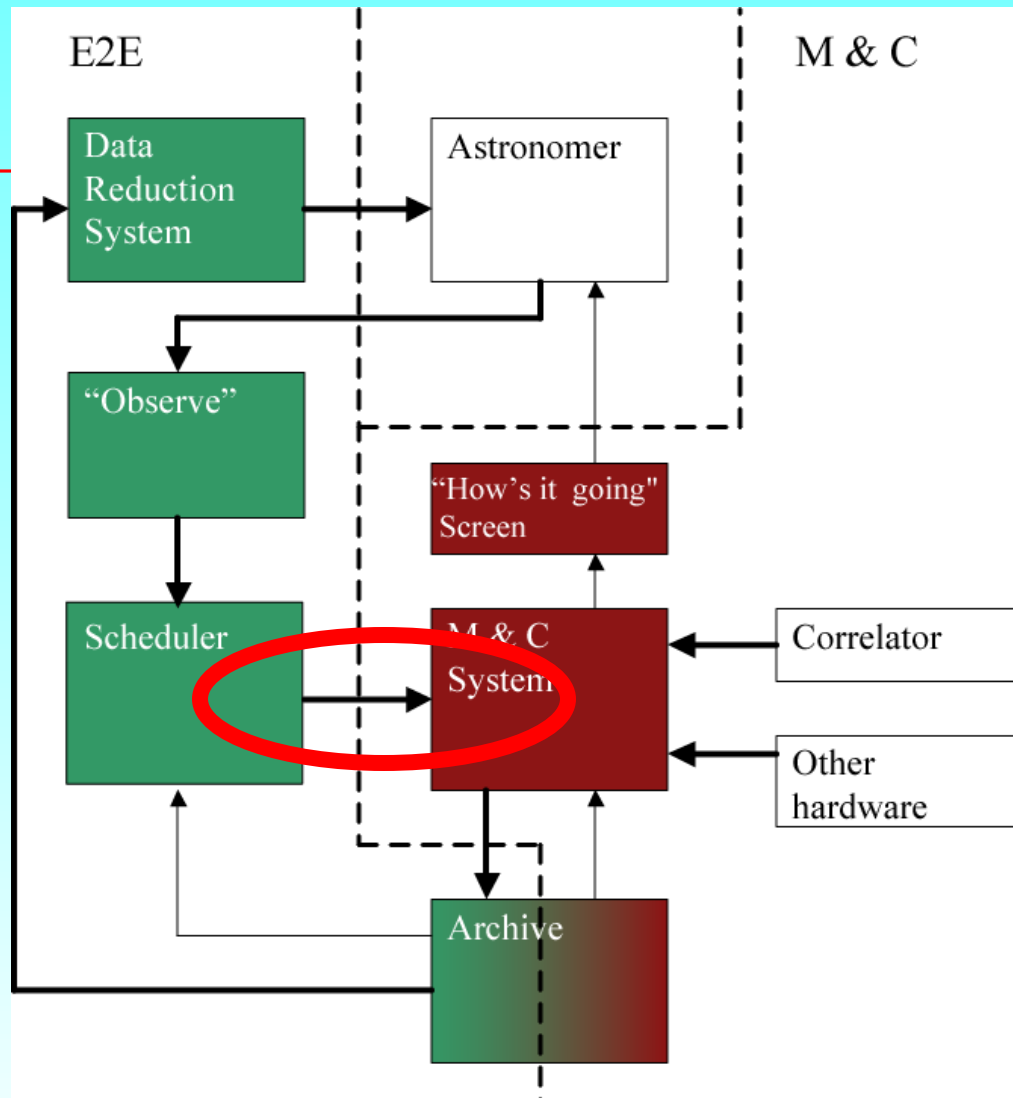 E2E
M & C
Data
Reduction
System
Astronomer
“Observe”
“How’s it going"
Screen
Scheduler
M & C
System
Correlator
Other
hardware
Archive